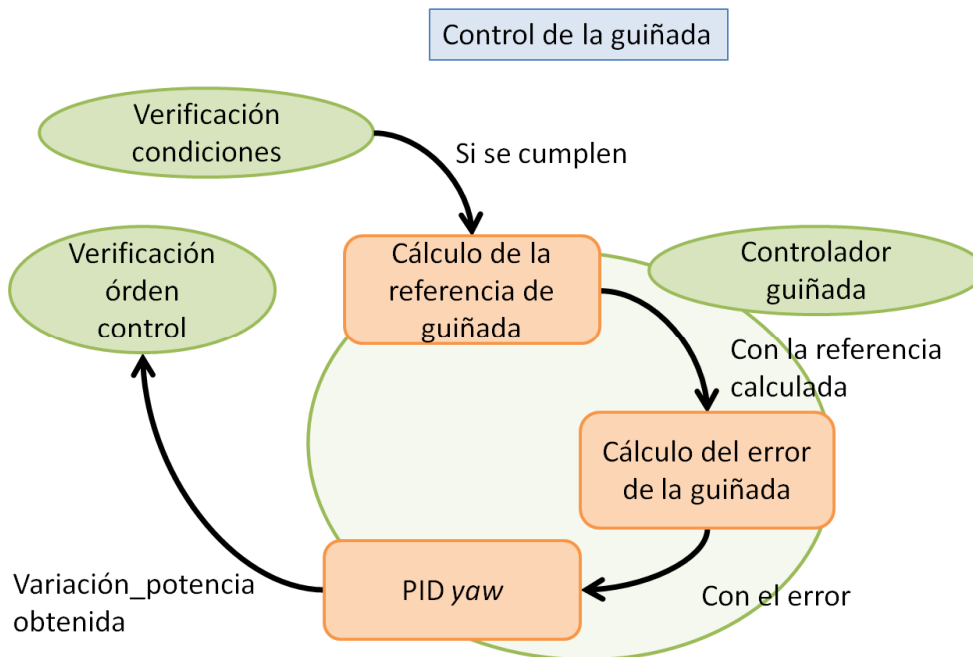 Control de la guiñada
Verificación
condiciones
Si se cumplen
Verificación
órden
control
Cálculo de la
referencia de
guiñada
Controlador
guiñada
Con la referencia
calculada
Cálculo del error
de la guiñada
Variación_potencia
obtenida
PID yaw
Con el error